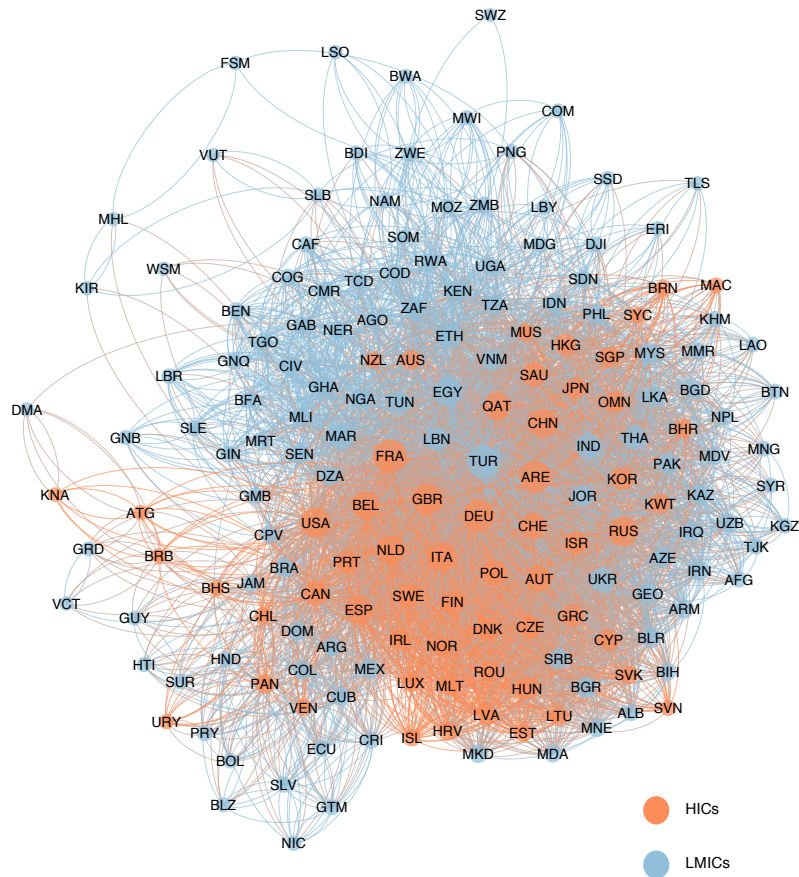 SWZ
LSO
FSM
BWA
COM
MWI
VUT
BDI
ZWE
PNG
SSD
TLS
SLB
NAM
MOZ
ZMB
LBY
MHL
ERI
CAF
SOM
MDG
DJI
WSM
COG
TCD
COD
RWA
UGA
SDN
KIR
CMR
KEN
BRN
MAC
BEN
GAB
NER
AGO
ZAF
TZA
IDN
PHL
SYC
KHM
TGO
ETH
MUS
HKG
GNQ
CIV
NZL
AUS
VNM
SGP
MYS
MMR
LAO
LBR
BFA
GHA
NGA
TUN
EGY
SAU
JPN
OMN
LKA
BGD
BTN
DMA
SLE
MLI
QAT
CHN
NPL
GNB
MRT
MAR
LBN
IND
THA
BHR
GIN
SEN
FRA
TUR
PAK
MDV
MNG
DZA
ARE
KOR
SYR
KNA
GMB
BEL
GBR
JOR
KWT
KAZ
ATG
USA
DEU
CHE
RUS
UZB
KGZ
CPV
ISR
IRQ
GRD
BRB
BRA
PRT
NLD
ITA
AZE
TJK
BHS
JAM
POL
AUT
UKR
IRN
AFG
VCT
CAN
SWE
FIN
GEO
GUY
CHL
ESP
GRC
ARM
DOM
IRL
NOR
DNK
CZE
CYP
BLR
HTI
HND
ARG
SRB
SUR
COL
MEX
ROU
SVK
BIH
PAN
LUX
MLT
HUN
BGR
URY
VEN
CUB
LVA
LTU
ALB
SVN
PRY
ISL
HRV
EST
MNE
BOL
ECU
CRI
MKD
MDA
SLV
BLZ
GTM
HICs
NIC
LMICs